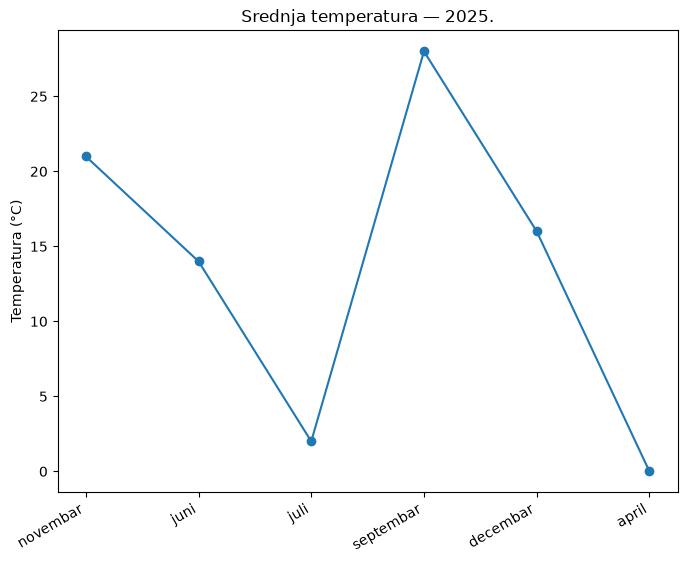 Srednja temperatura — 2025.
Temperatura (°C)
25
20
15
10
5
0
novembar
juni
juli
septembar
decembar
april